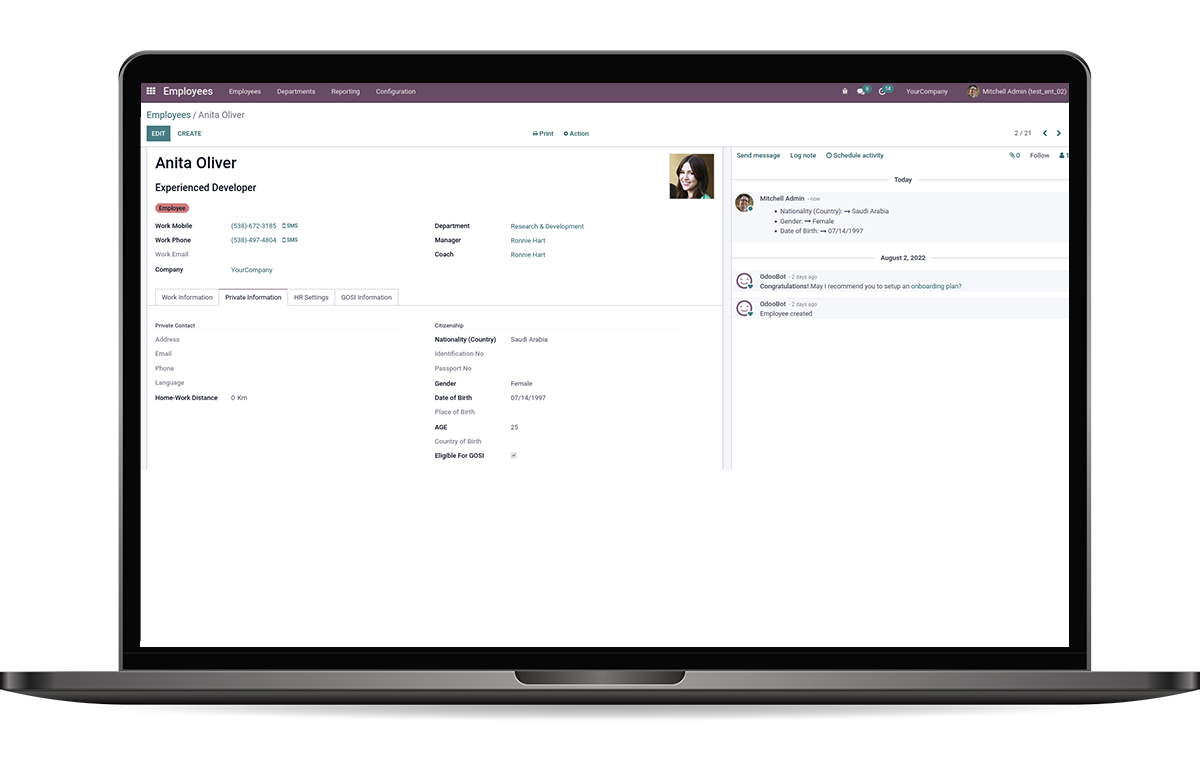 Employees Employees Departments Reporting Configuration 14 YourCompany Mitchell Admin (test_ent_02)
Employees / Anita Oliver
EDIT CREATE Print Action 2 / 21
Anita Oliver
Experienced Developer
Employee
Work Mobile (538)-672-3185 SMS
Work Phone (538)-497-4804 SMS
Work Email
Company YourCompany
Department Research & Development
Manager Ronnie Hart
Coach Ronnie Hart
Work Information Private Information HR Settings GOSI Information
Private Contact
Address
Email
Phone
Language
Home-Work Distance 0 Km
Citizenship
Nationality (Country) Saudi Arabia
Identification No
Passport No
Gender Female
Date of Birth 07/14/1997
Place of Birth
AGE 25
Country of Birth
Eligible For GOSI
Send message Log note Schedule activity 0 Follow 1
Today
Mitchell Admin - now
• Nationality (Country): → Saudi Arabia
• Gender: → Female
• Date of Birth: → 07/14/1997
August 2, 2022
OdooBot - 2 days ago
Congratulations! May I recommend you to setup an onboarding plan?
OdooBot - 2 days ago
Employee created